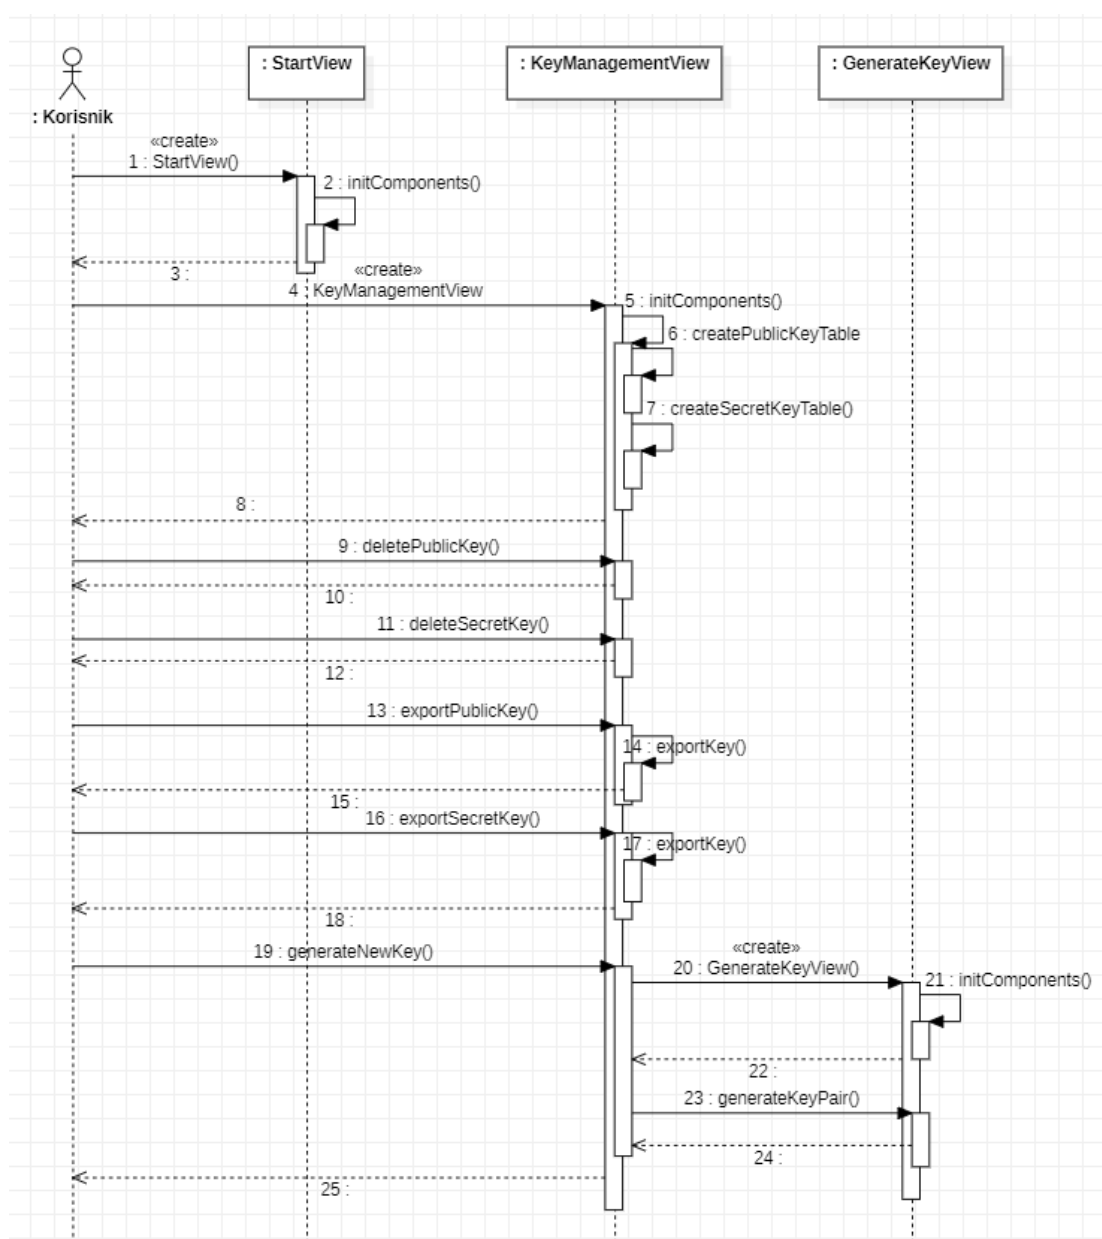 : StartView
: KeyManagementView
: GenerateKeyView
: Korisnik
«create»
1 : StartView()
2 : initComponents()
3 :
«create»
4 : KeyManagementView
5 : initComponents()
6 : createPublicKeyTable
7 : createSecretKeyTable()
8 :
9 : deletePublicKey()
10 :
11 : deleteSecretKey()
12 :
13 : exportPublicKey()
14 : exportKey()
15 :
16 : exportSecretKey()
17 : exportKey()
18 :
19 : generateNewKey()
«create»
20 : GenerateKeyView()
21 : initComponents()
22 :
23 : generateKeyPair()
24 :
25 :